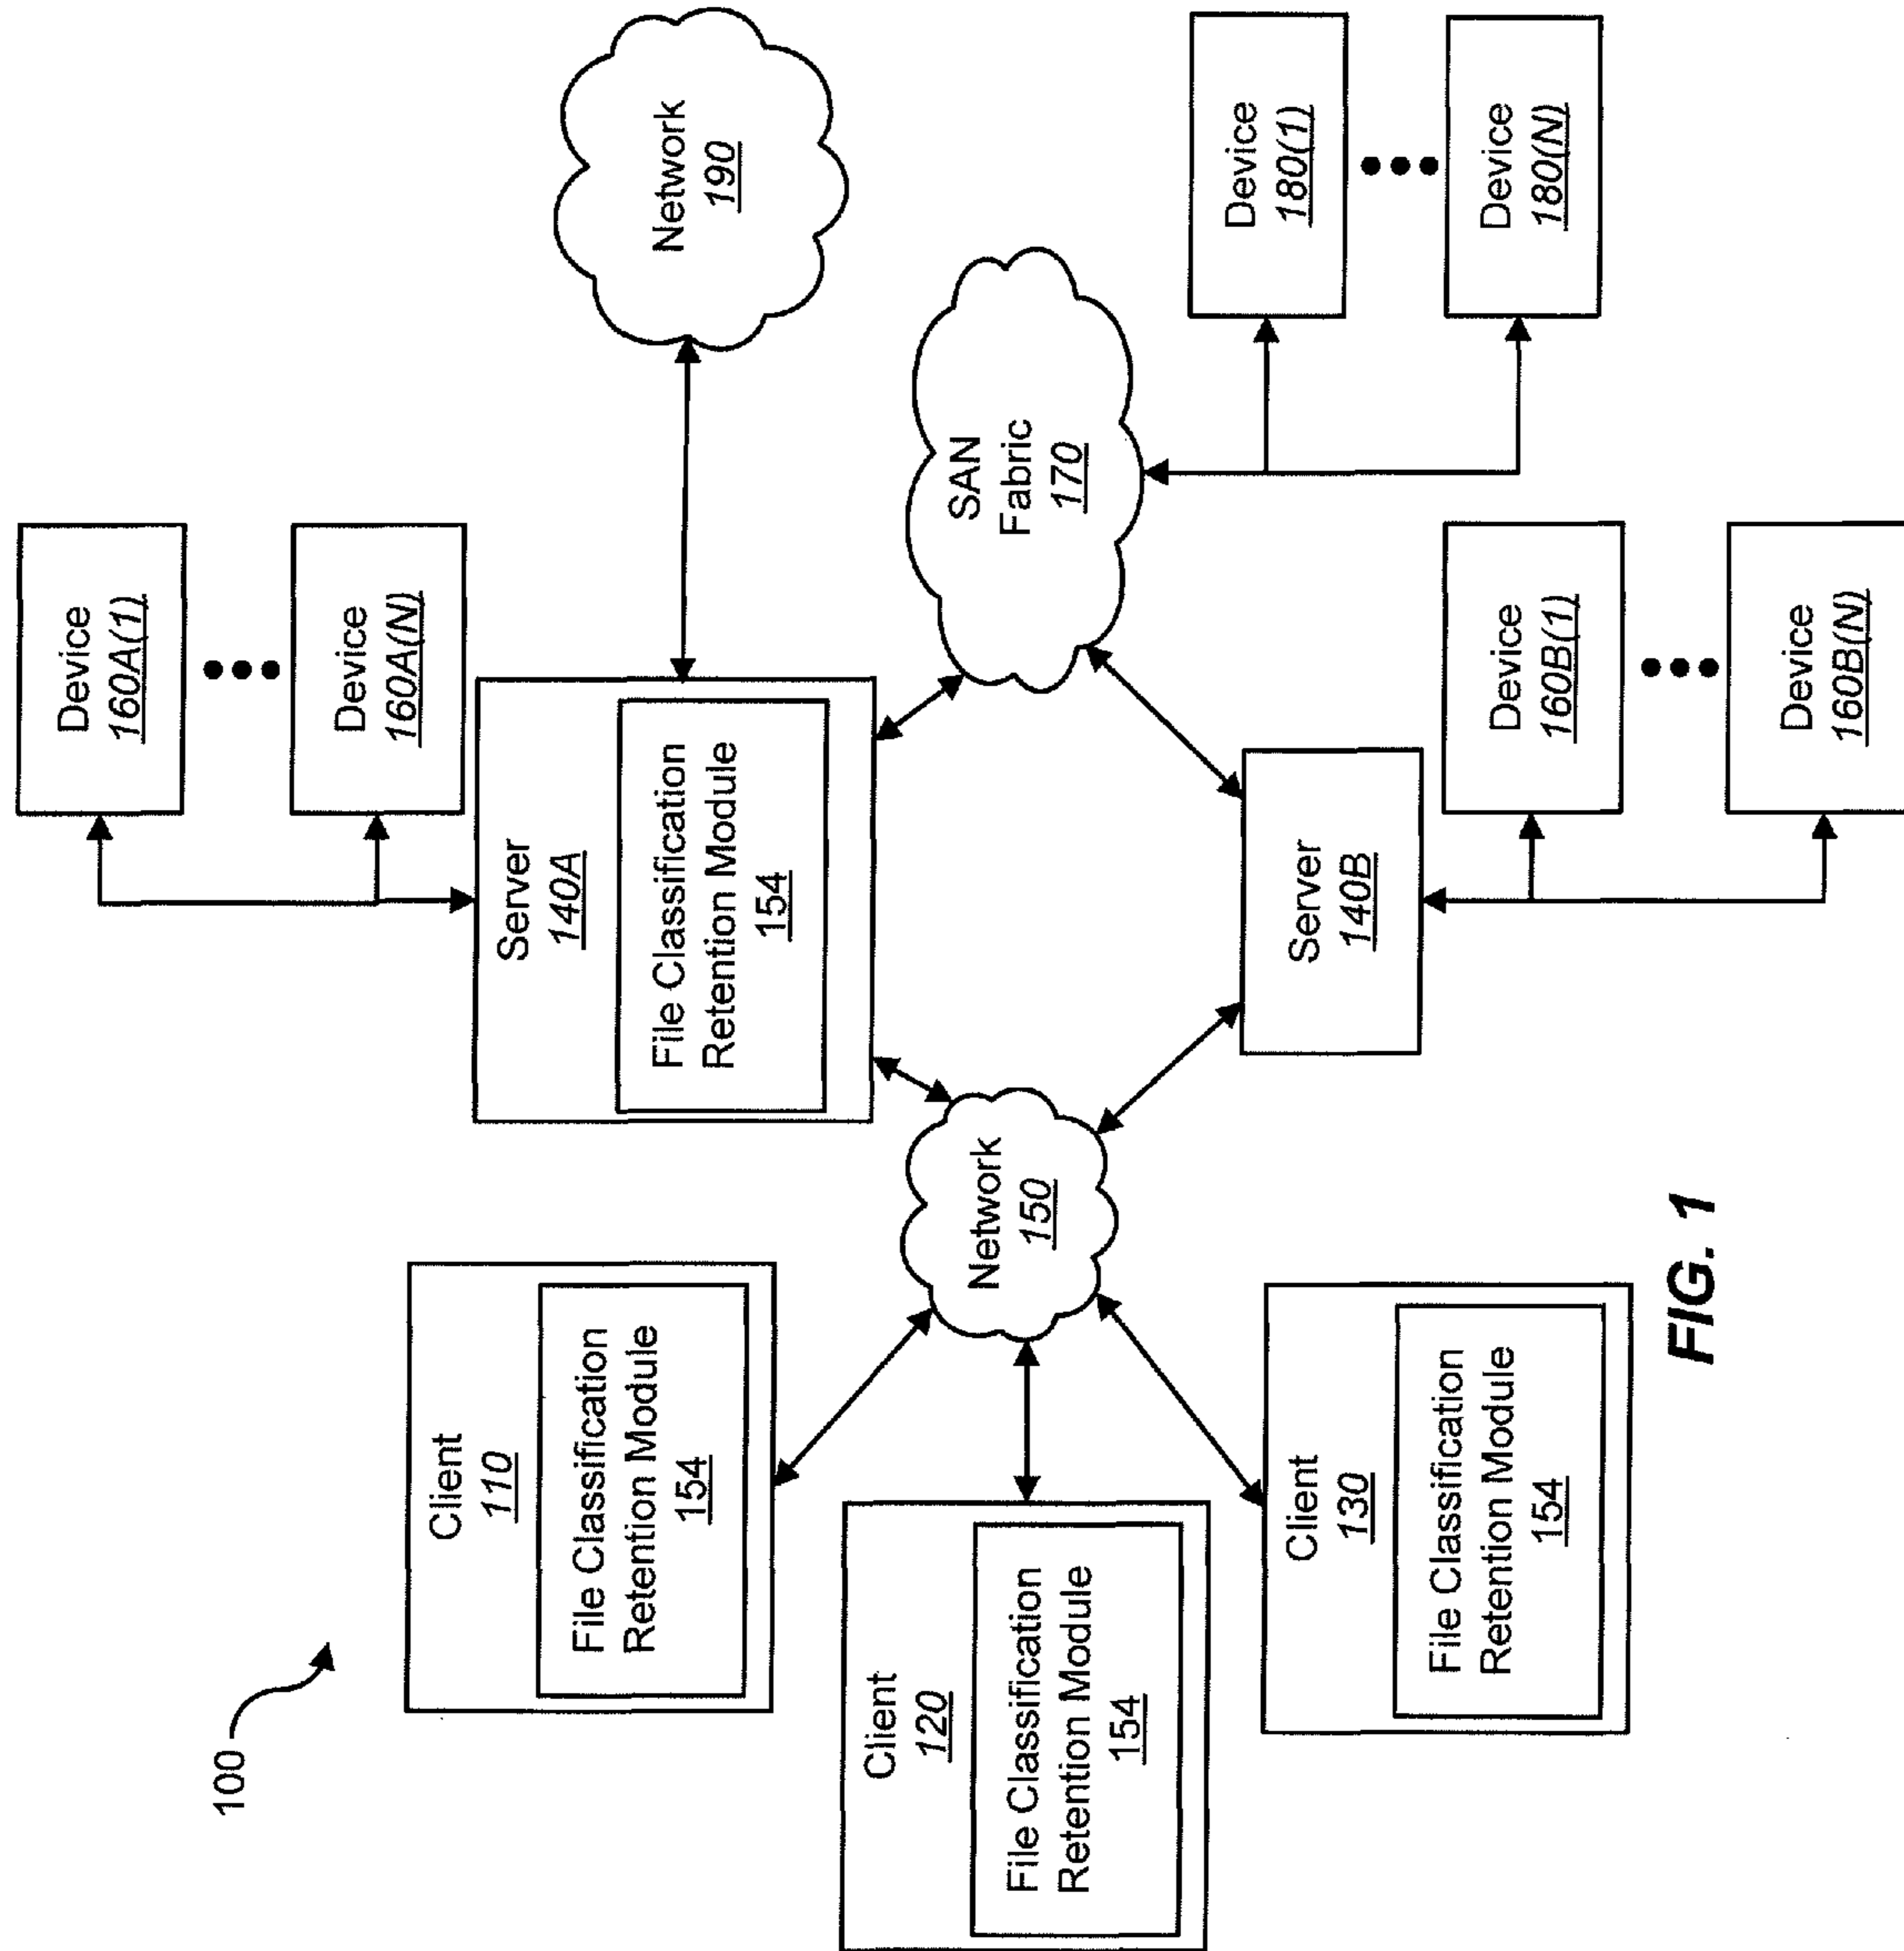 100
Client
110
File Classification
Retention Module
154
Client
120
File Classification
Retention Module
154
Client
130
File Classification
Retention Module
154
Network
150
Server
140A
File Classification
Retention Module
154
Server
140B
Device
160A(1)
Device
160A(N)
Device
160B(1)
Device
160B(N)
SAN
Fabric
170
Network
190
Device
180(1)
Device
180(N)
FIG. 1